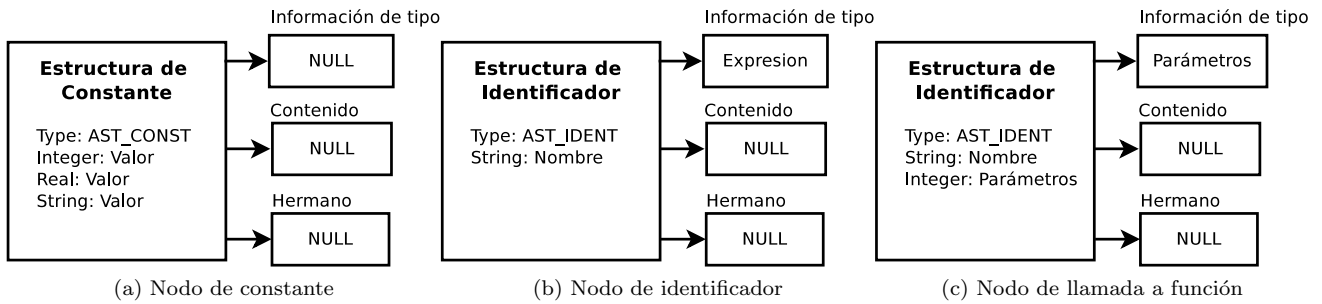 Información de tipo
NULL
Estructura de
Constante
Contenido
Type: AST_CONST
Integer: Valor
Real: Valor
String: Valor
NULL
Hermano
NULL
(a) Nodo de constante
Información de tipo
Expresion
Estructura de
Identificador
Contenido
Type: AST_IDENT
String: Nombre
NULL
Hermano
NULL
(b) Nodo de identificador
Información de tipo
Parámetros
Estructura de
Identificador
Contenido
Type: AST_IDENT
String: Nombre
Integer: Parámetros
NULL
Hermano
NULL
(c) Nodo de llamada a función